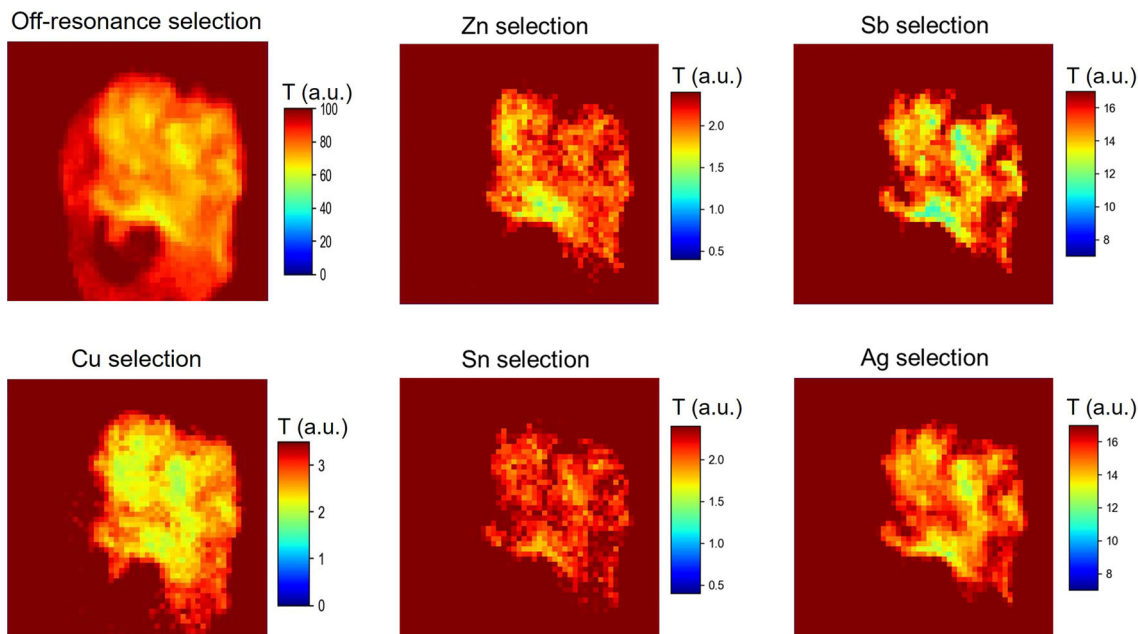 Off-resonance selection
T (a.u.)
100
80
60
40
20
0
Zn selection
T (a.u.)
2.0
1.5
1.0
0.5
Sb selection
T (a.u.)
16
14
12
10
8
Cu selection
T (a.u.)
3
2
1
0
Sn selection
T (a.u.)
2.0
1.5
1.0
0.5
Ag selection
T (a.u.)
16
14
12
10
8